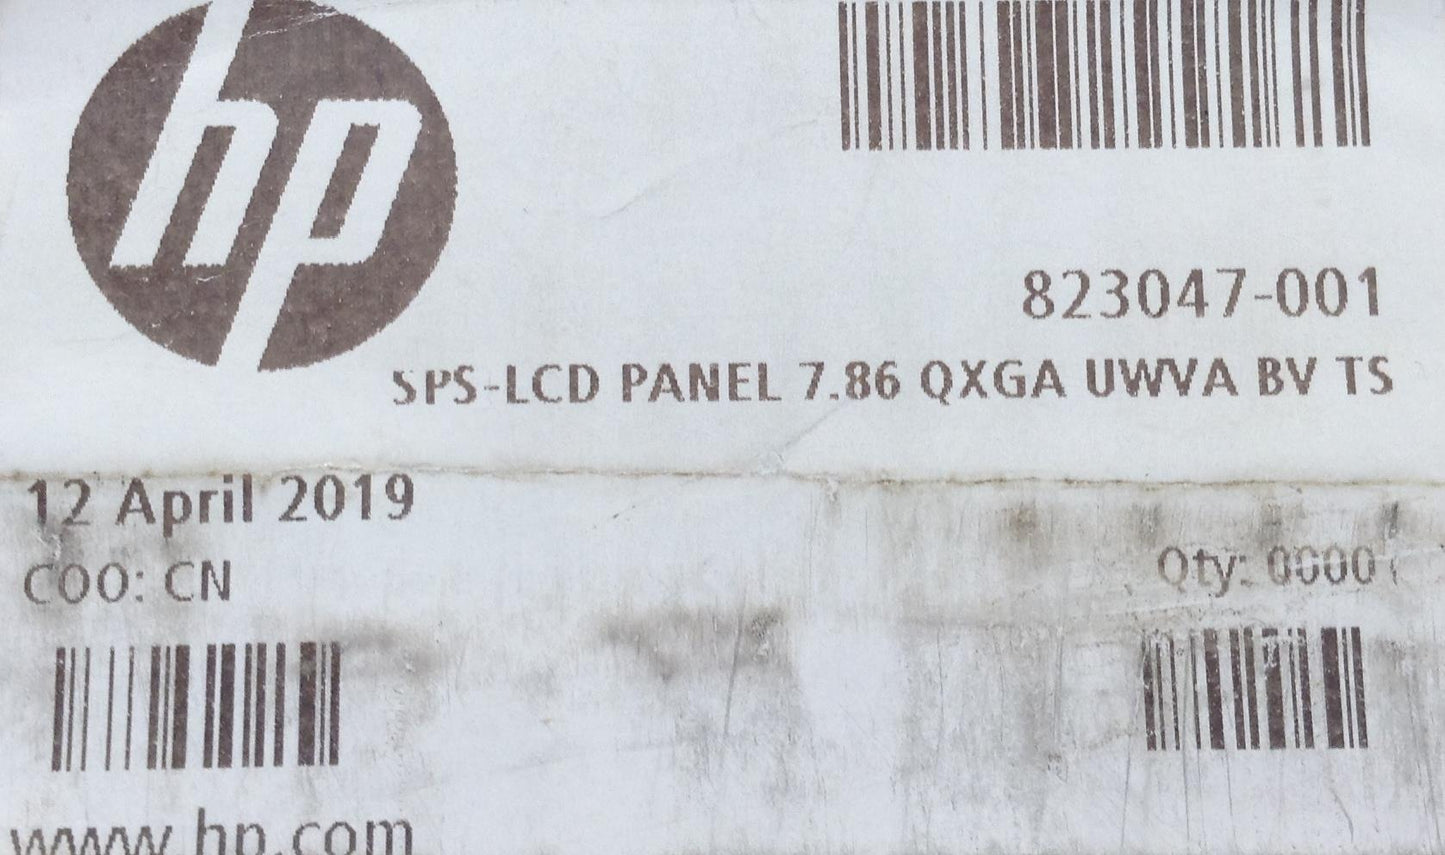 hp
823047-001
SPS-LCD PANEL 7.86 QXGA UWVA BV TS
12 April 2019
COO: CN
Qty:
www.hp.com